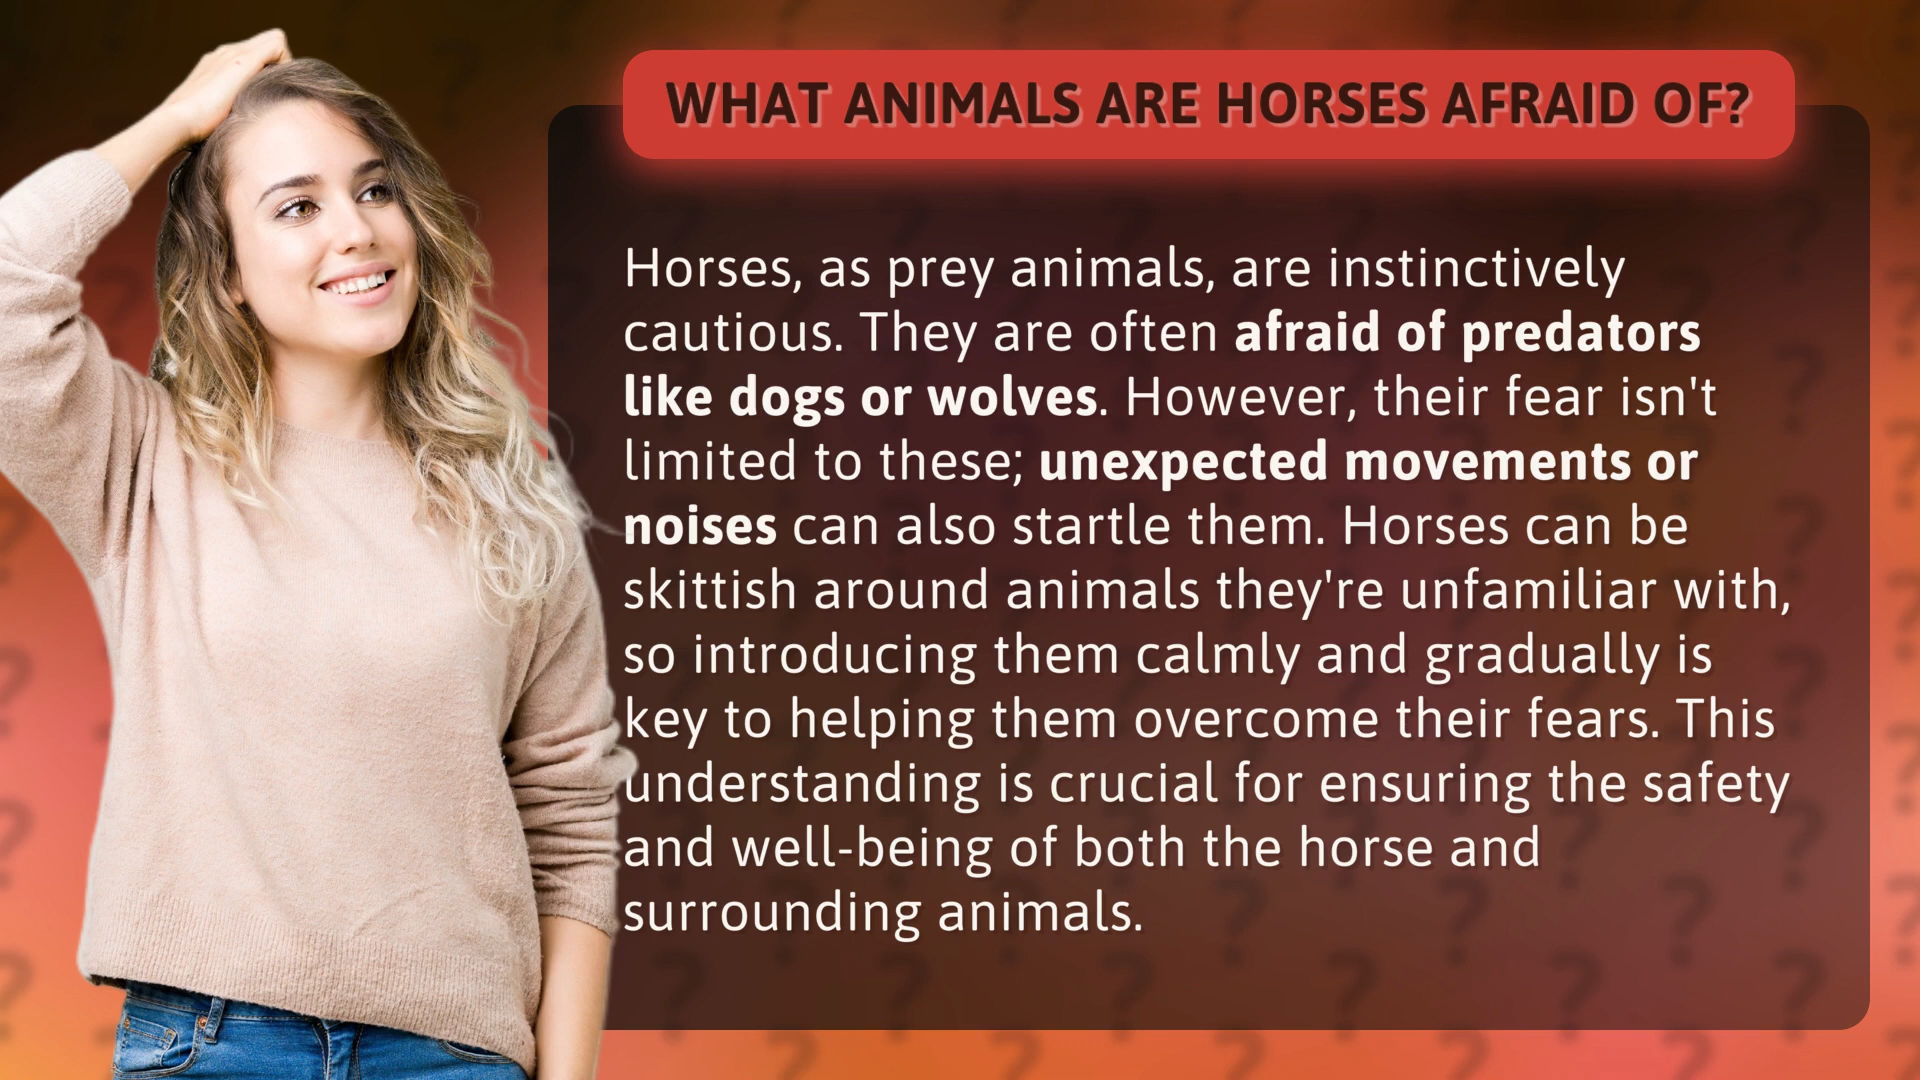 WHAT ANIMALS ARE HORSES AFRAID OF?
Horses, as prey animals, are instinctively
cautious. They are often afraid of predators
like dogs or wolves. However, their fear isn't
limited to these; unexpected movements or
noises can also startle them. Horses can be
skittish around animals they're unfamiliar with,
so introducing them calmly and gradually is
key to helping them overcome their fears. This
understanding is crucial for ensuring the safety
and well-being of both the horse and
surrounding animals.